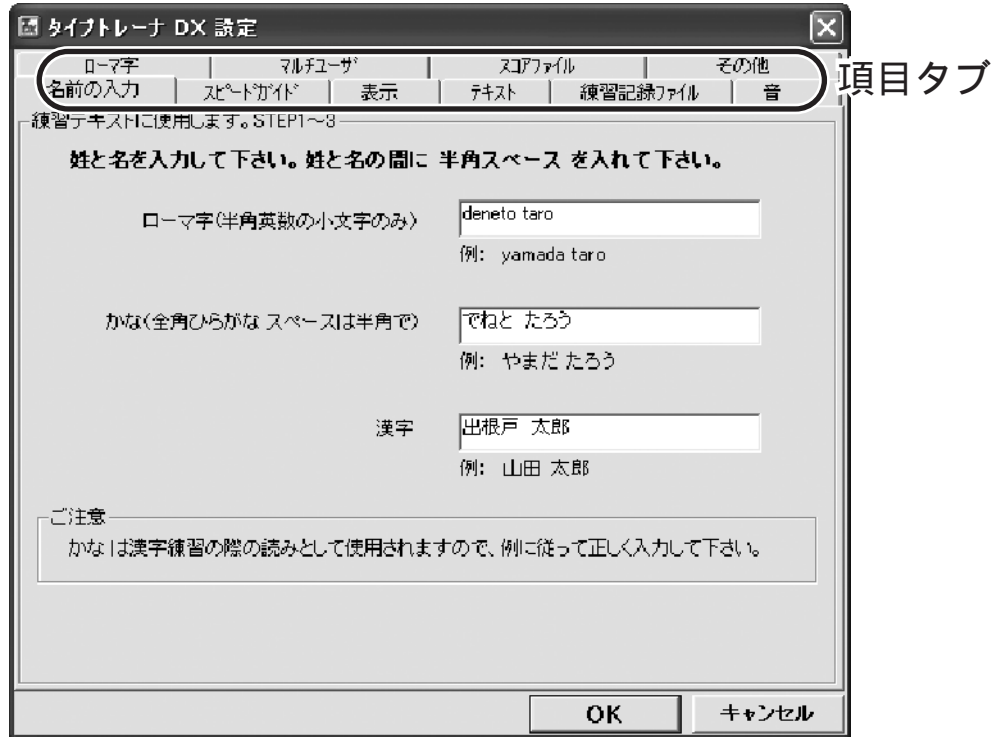 タイプトレーナ DX 設定
ローマ字 マルチユーザ スコアファイル その他
項目タブ
名前の入力 スピードガイド 表示 テキスト 練習記録ファイル 音
練習テキストに使用します。STEP1～3
姓と名を入力して下さい。姓と名の間に 半角スペース を入れて下さい。
ローマ字(半角英数の小文字のみ) deneto taro
例: yamada taro
かな(全角ひらがな スペースは半角で) でねと たろう
例: やまだ たろう
漢字 出根戸 太郎
例: 山田 太郎
ご注意
かな は漢字練習の際の読みとして使用されますので、例に従って正しく入力して下さい。
OK キャンセル